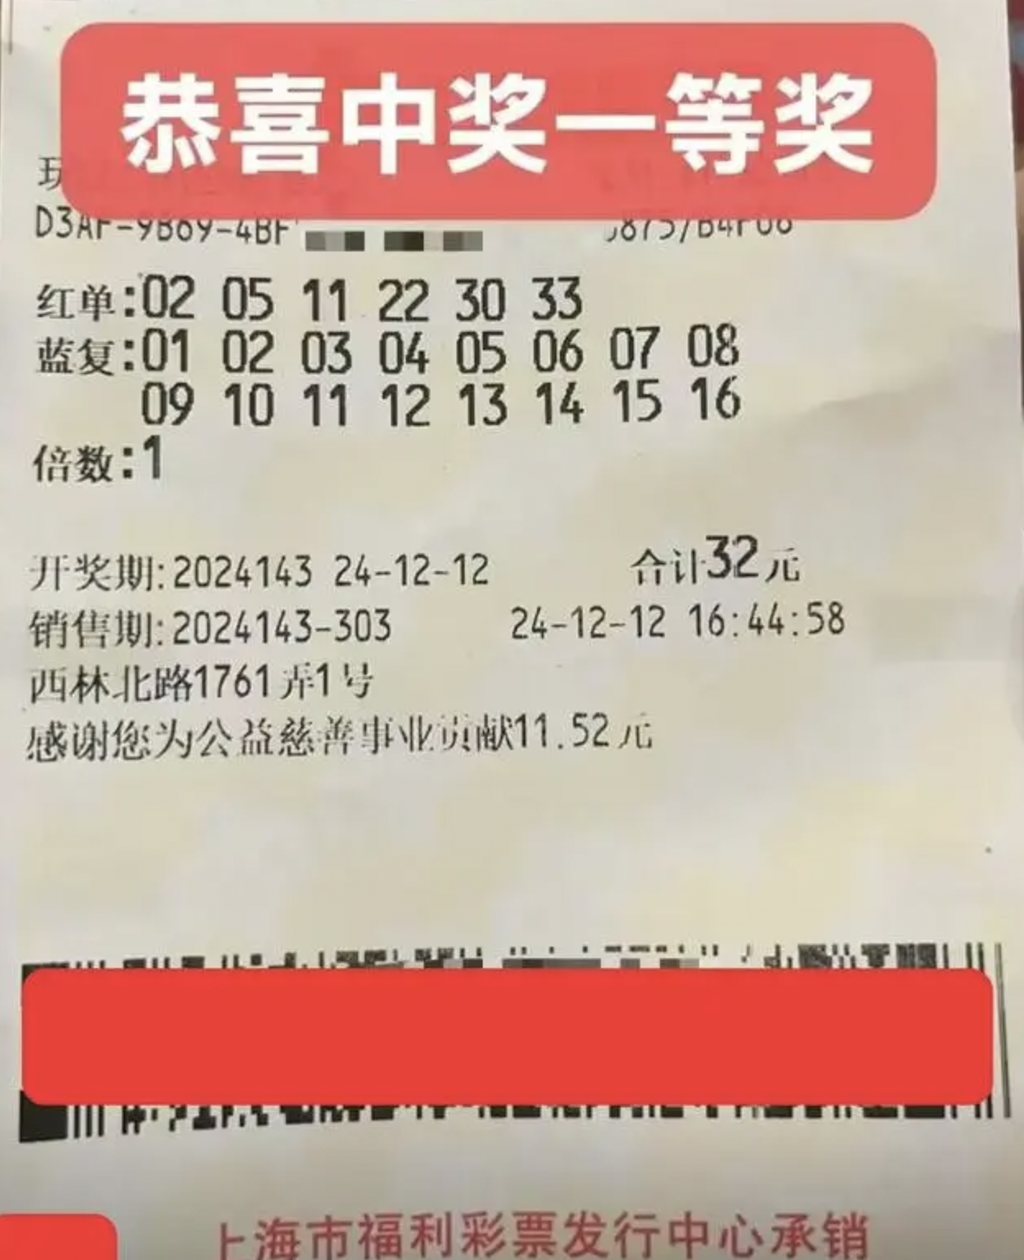 恭喜中奖一等奖
玩
D3AF-9B69-4BF
红单:02 05 11 22 30 33
蓝复:01 02 03 04 05 06 07 08
09 10 11 12 13 14 15 16
倍数:1
开奖期:2024143 24-12-12 合计32元
销售期:2024143-303 24-12-12 16:44:58
西林北路1761弄1号
感谢您为公益慈善事业贡献11.52元
上海市福利彩票发行中心承销